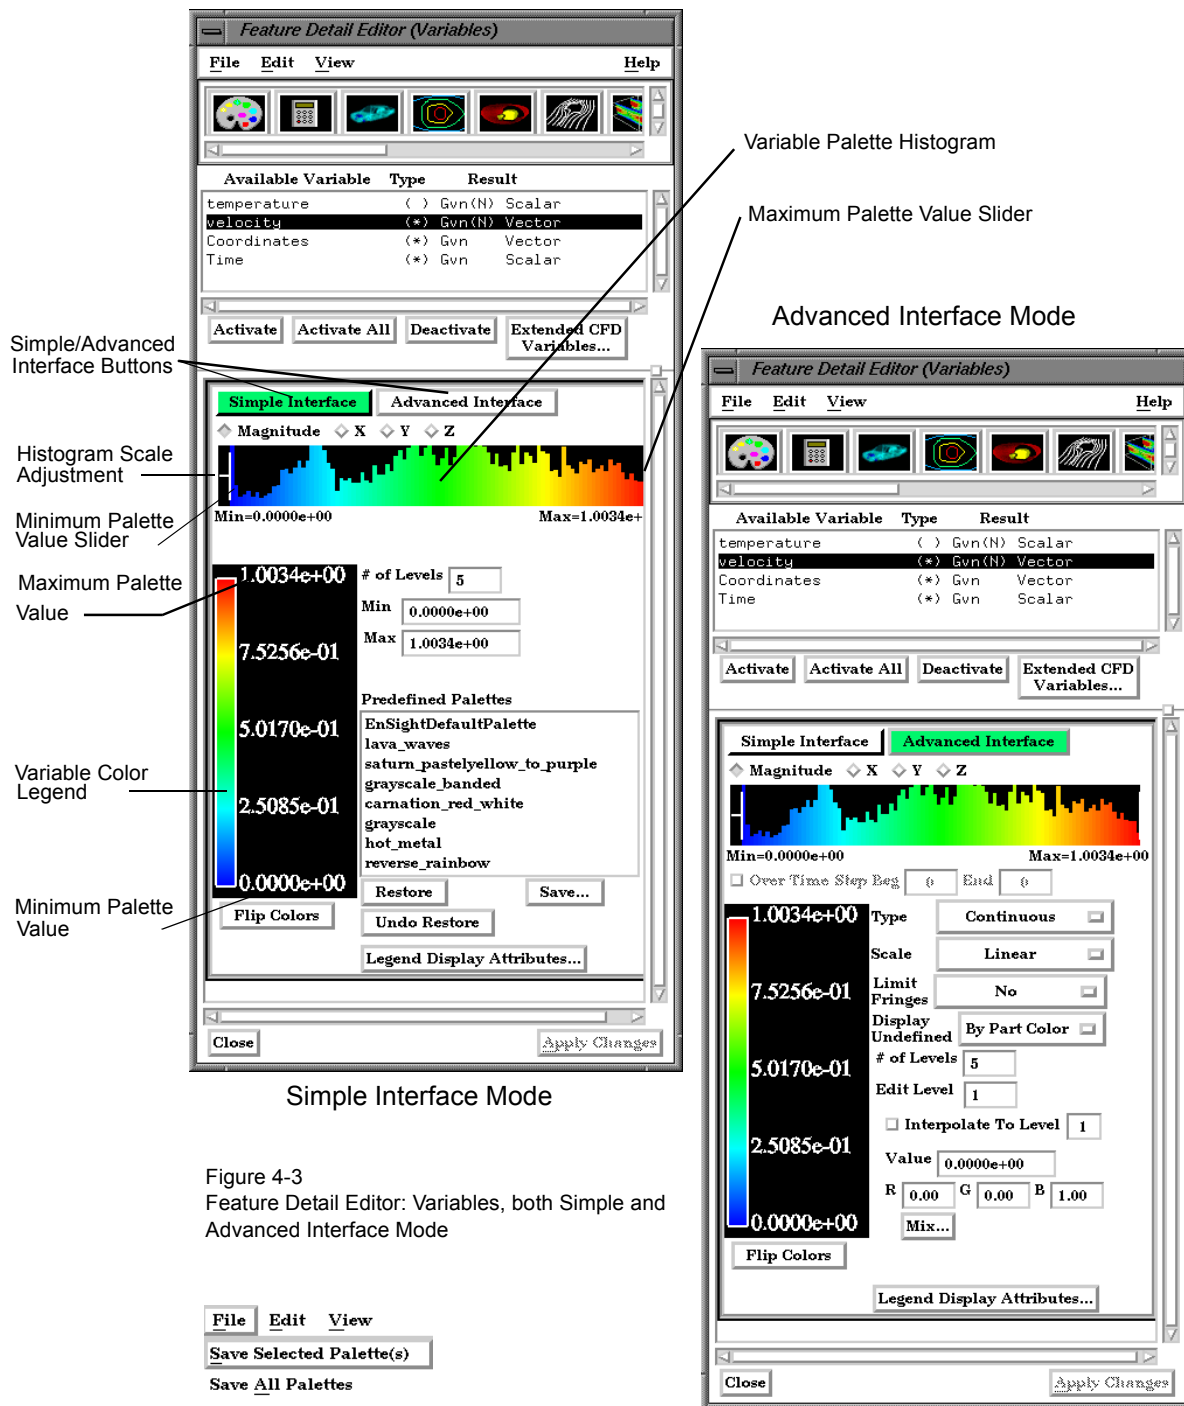 Feature Detail Editor (Variables)
File Edit View Help
Available Variable Type Result
temperature ( ) Gvn(N) Scalar
velocity (*) Gvn(N) Vector
Coordinates (*) Gvn Vector
Time (*) Gvn Scalar
Activate Activate All Deactivate Extended CFD
Variables...
Simple Interface Advanced Interface
Magnitude X Y Z
Min=0.0000e+00 Max=1.0034e+
1.0034e+00
7.5256e-01
5.0170e-01
2.5085e-01
0.0000e+00
# of Levels 5
Min 0.0000e+00
Max 1.0034e+00
Predefined Palettes
EnSightDefaultPalette
lava_waves
saturn_pastelyellow_to_purple
grayscale_banded
carnation_red_white
grayscale
hot_metal
reverse_rainbow
Restore Save...
Flip Colors Undo Restore
Legend Display Attributes...
Close Apply Changes
Simple/Advanced
Interface Buttons
Histogram Scale
Adjustment
Minimum Palette
Value Slider
Maximum Palette
Value
Variable Color
Legend
Minimum Palette
Value
Variable Palette Histogram
Maximum Palette Value Slider
Simple Interface Mode
Advanced Interface Mode
Feature Detail Editor (Variables)
File Edit View Help
Available Variable Type Result
temperature ( ) Gvn(N) Scalar
velocity (*) Gvn(N) Vector
Coordinates (*) Gvn Vector
Time (*) Gvn Scalar
Activate Activate All Deactivate Extended CFD
Variables...
Simple Interface Advanced Interface
Magnitude X Y Z
Min=0.0000e+00 Max=1.0034e+00
Over Time Step Beg 0 End 0
1.0034e+00
7.5256e-01
5.0170e-01
2.5085e-01
0.0000e+00
Type Continuous
Scale Linear
Limit
Fringes No
Display
Undefined By Part Color
# of Levels 5
Edit Level 1
Interpolate To Level 1
Value 0.0000e+00
R 0.00 G 0.00 B 1.00
Mix...
Flip Colors
Legend Display Attributes...
Close Apply Changes
Figure 4-3
Feature Detail Editor: Variables, both Simple and
Advanced Interface Mode
File Edit View
Save Selected Palette(s)
Save All Palettes